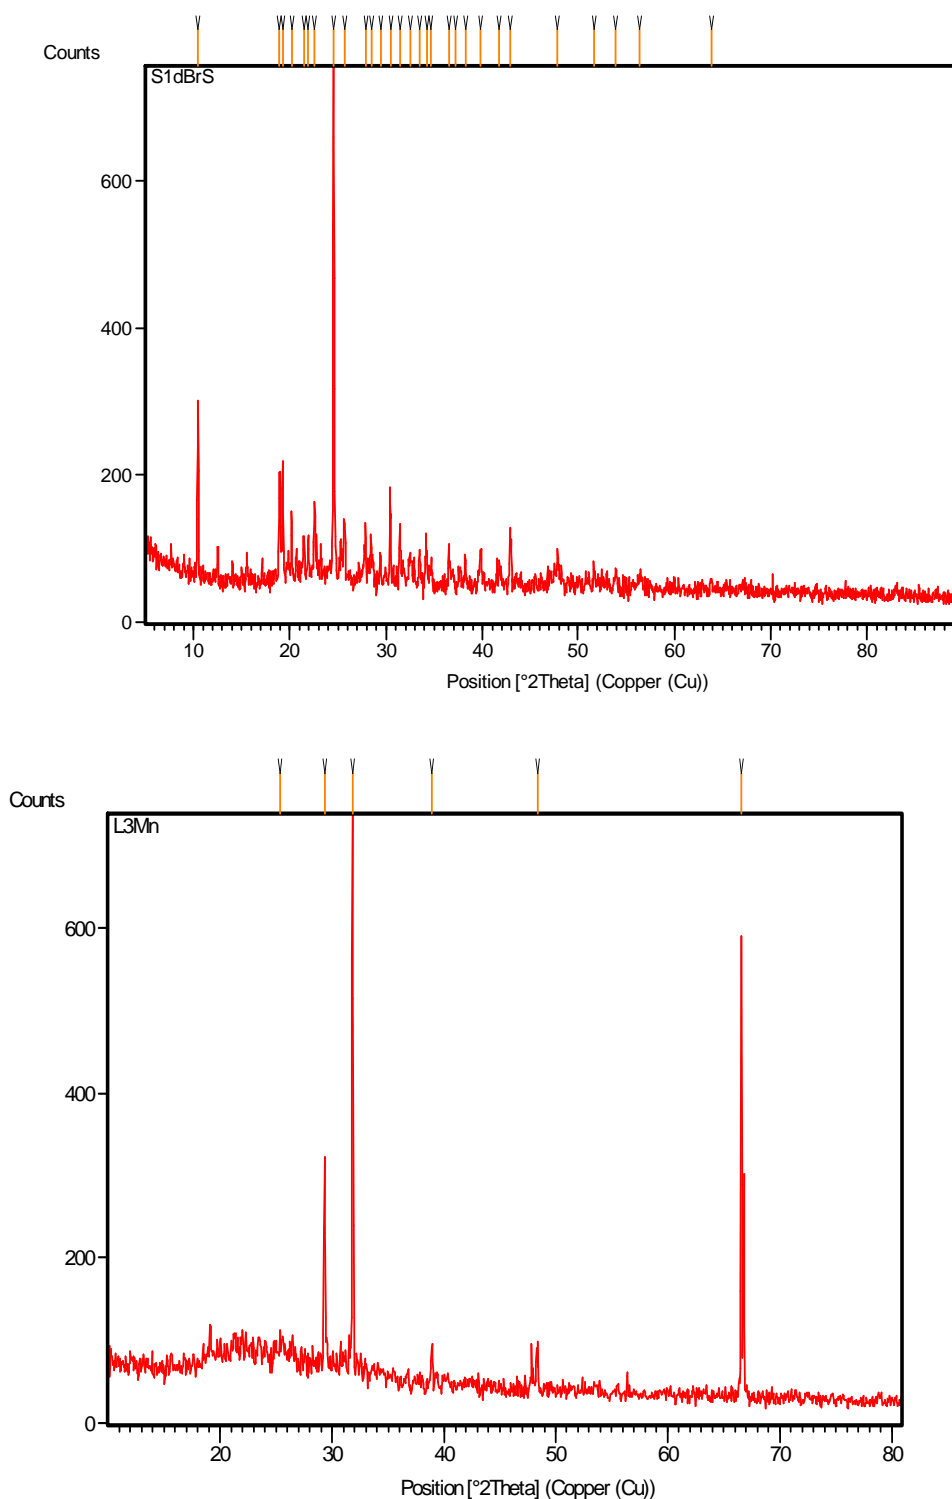 Counts
S1dBrS
600
400
200
0
10 20 30 40 50 60 70 80
Position [°2Theta] (Copper (Cu))
Counts
L3Mn
600
400
200
0
20 30 40 50 60 70 80
Position [°2Theta] (Copper (Cu))